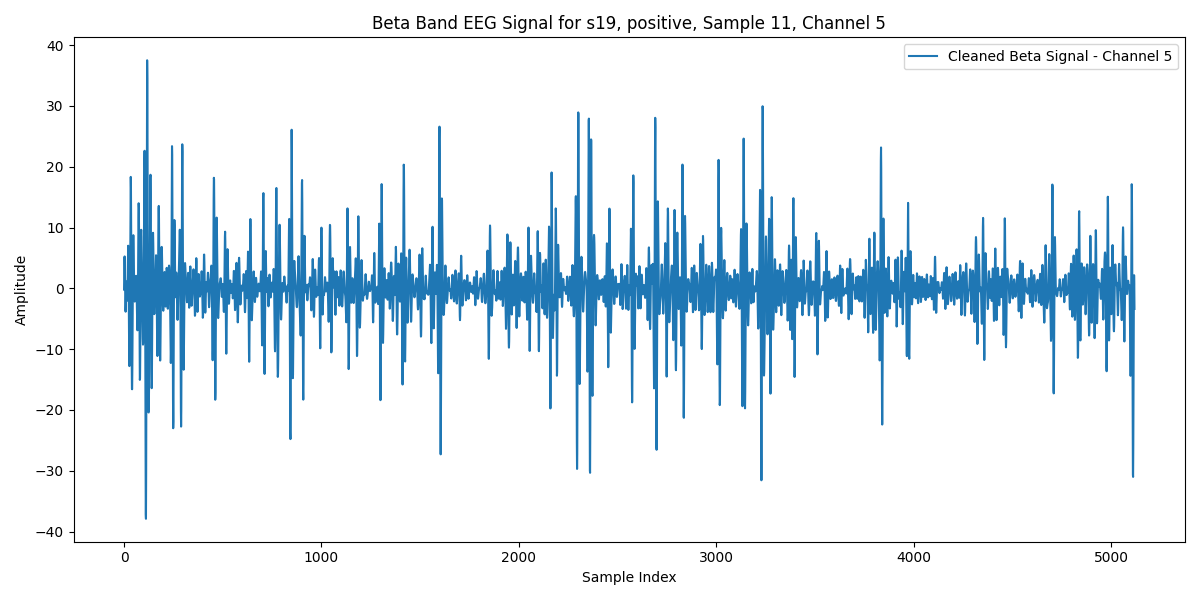 Beta Band EEG Signal for s19, positive, Sample 11, Channel 5
Cleaned Beta Signal - Channel 5
Amplitude
40
30
20
10
0
−10
−20
−30
−40
0 1000 2000 3000 4000 5000
Sample Index